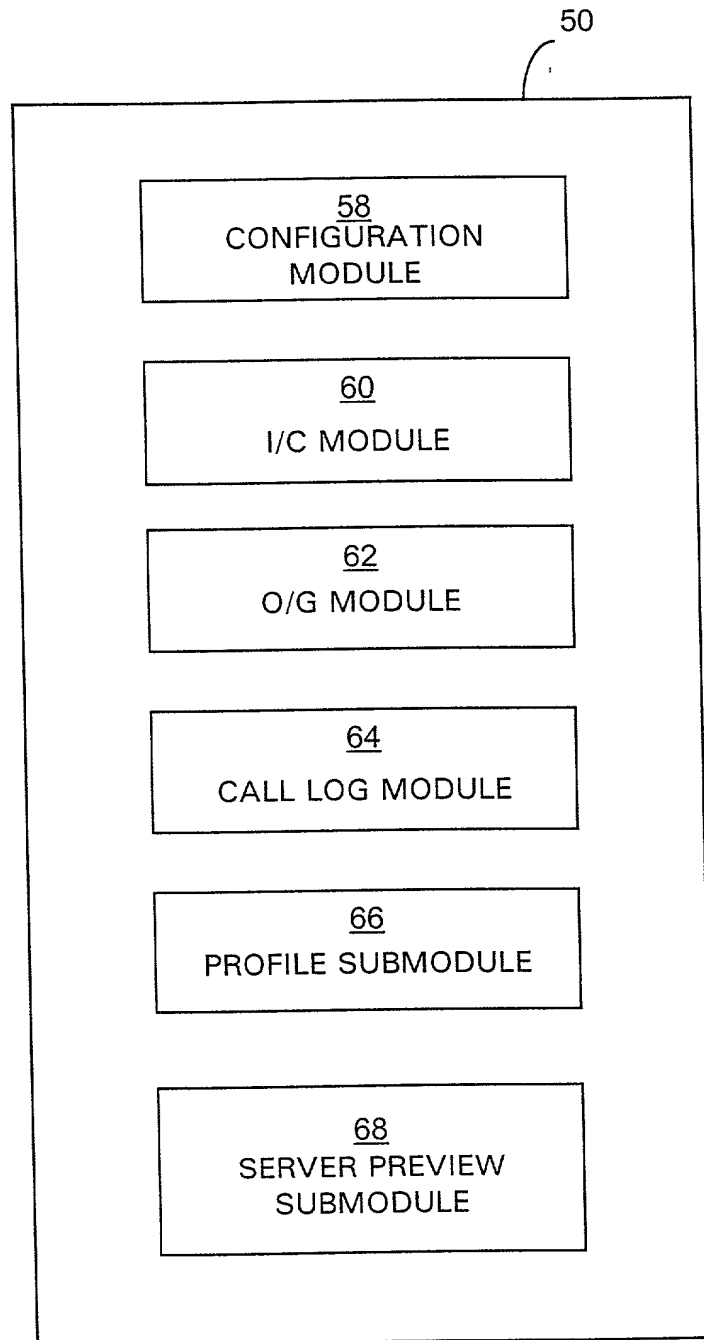 50
58
CONFIGURATION
MODULE
60
I/C MODULE
62
O/G MODULE
64
CALL LOG MODULE
66
PROFILE SUBMODULE
68
SERVER PREVIEW
SUBMODULE